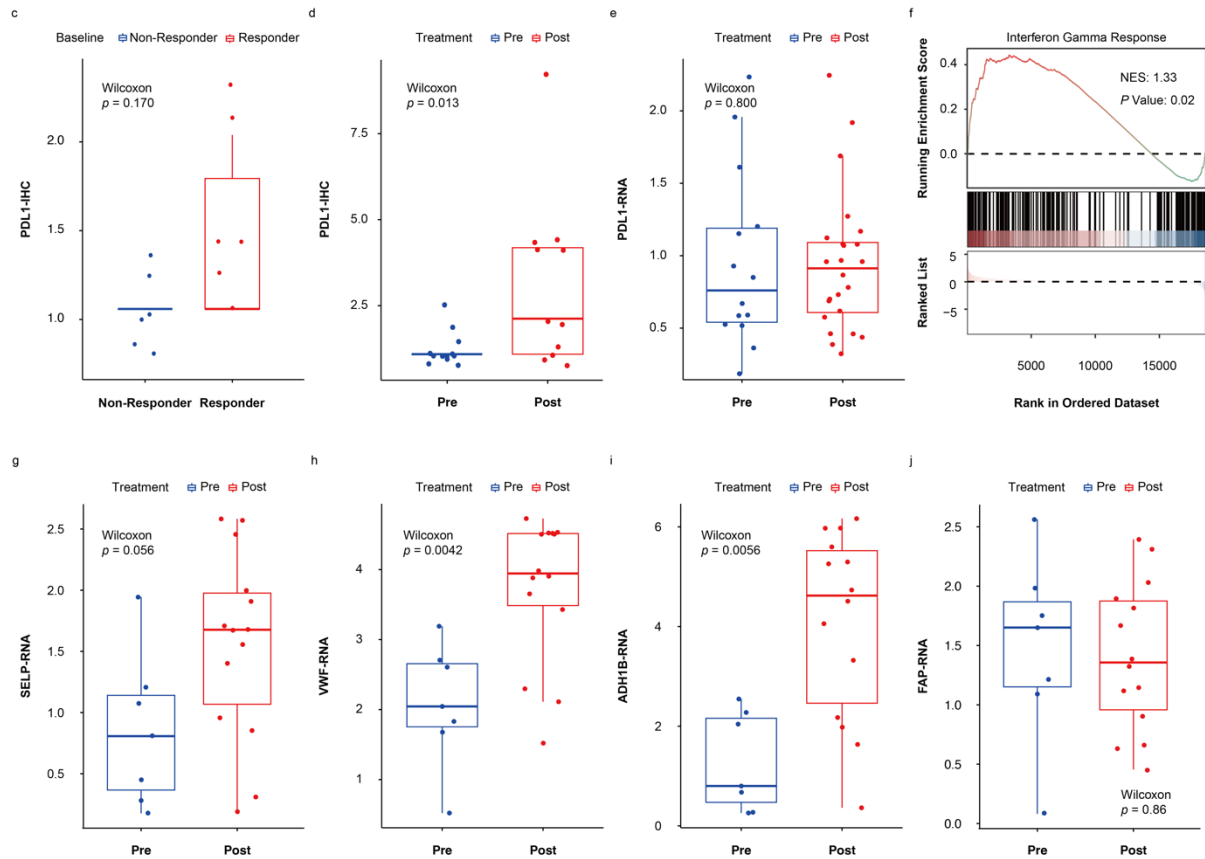 c
Baseline Non-Responder Responder
Wilcoxon
p = 0.170
PDL1-IHC
2.0
1.5
1.0
Non-Responder Responder
d
Treatment Pre Post
Wilcoxon
p = 0.013
PDL1-IHC
7.5
5.0
2.5
Pre Post
e
Treatment Pre Post
Wilcoxon
p = 0.800
PDL1-RNA
2.0
1.5
1.0
0.5
Pre Post
f
Interferon Gamma Response
NES: 1.33
P Value: 0.02
Running Enrichment Score
0.4
0.2
0.0
Ranked List
5
0
−5
5000 10000 15000
Rank in Ordered Dataset
g
Treatment Pre Post
Wilcoxon
p = 0.056
SELP-RNA
2.5
2.0
1.5
1.0
0.5
Pre Post
h
Treatment Pre Post
Wilcoxon
p = 0.0042
VWF-RNA
4
3
2
1
Pre Post
i
Treatment Pre Post
Wilcoxon
p = 0.0056
ADH1B-RNA
6
4
2
0
Pre Post
j
Treatment Pre Post
FAP-RNA
2.5
2.0
1.5
1.0
0.5
0.0
Wilcoxon
p = 0.86
Pre Post